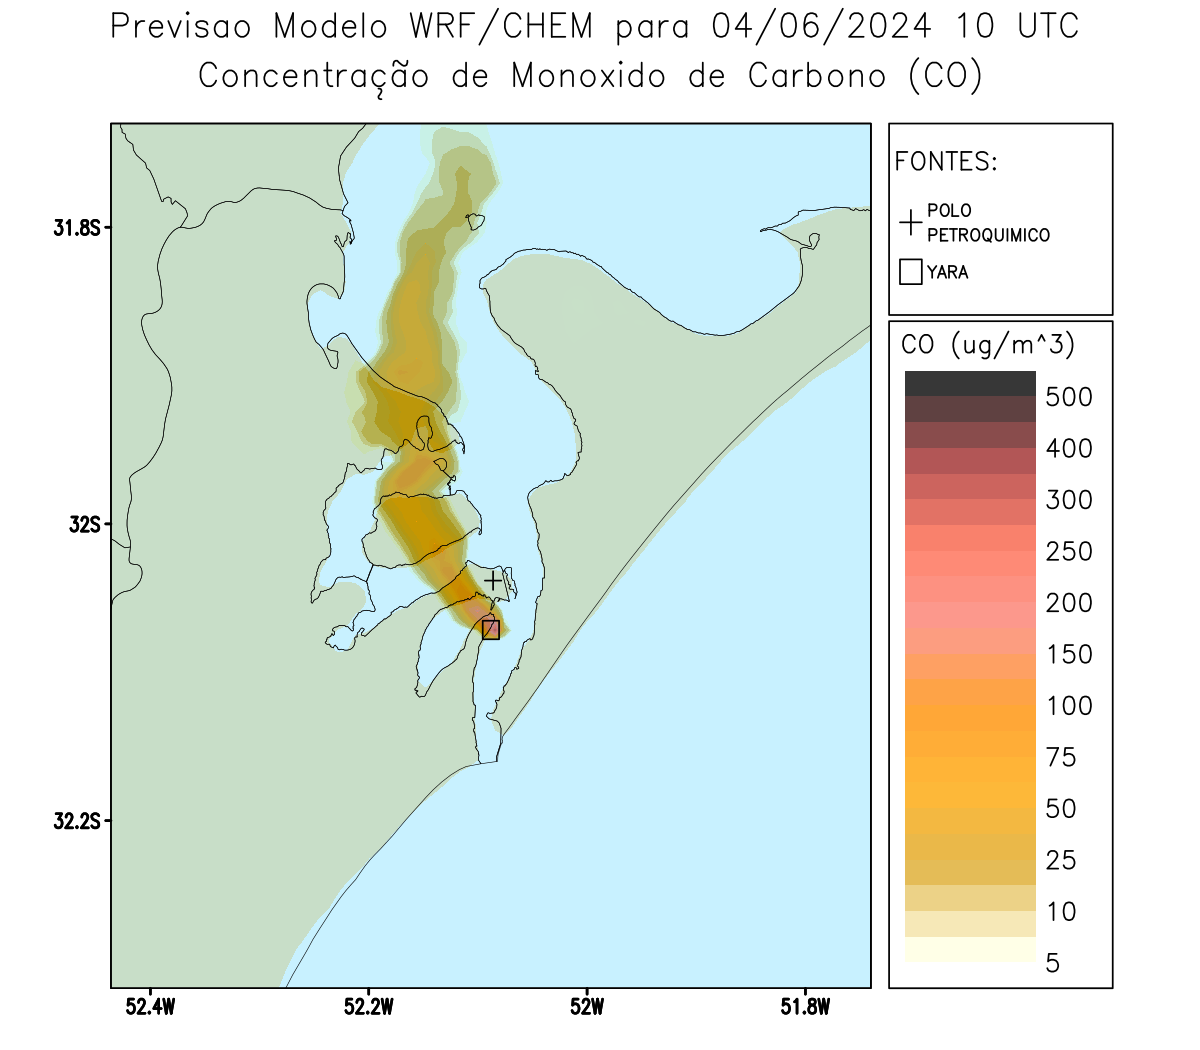 Previsao Modelo WRF/CHEM para 04/06/2024 10 UTC
Concentração de Monoxido de Carbono (CO)
FONTES:
POLO
PETROQUIMICO
YARA
CO (ug/m^3)
500
400
300
250
200
150
100
75
50
25
10
5
31.8S
32S
32.2S
52.4W
52.2W
52W
51.8W